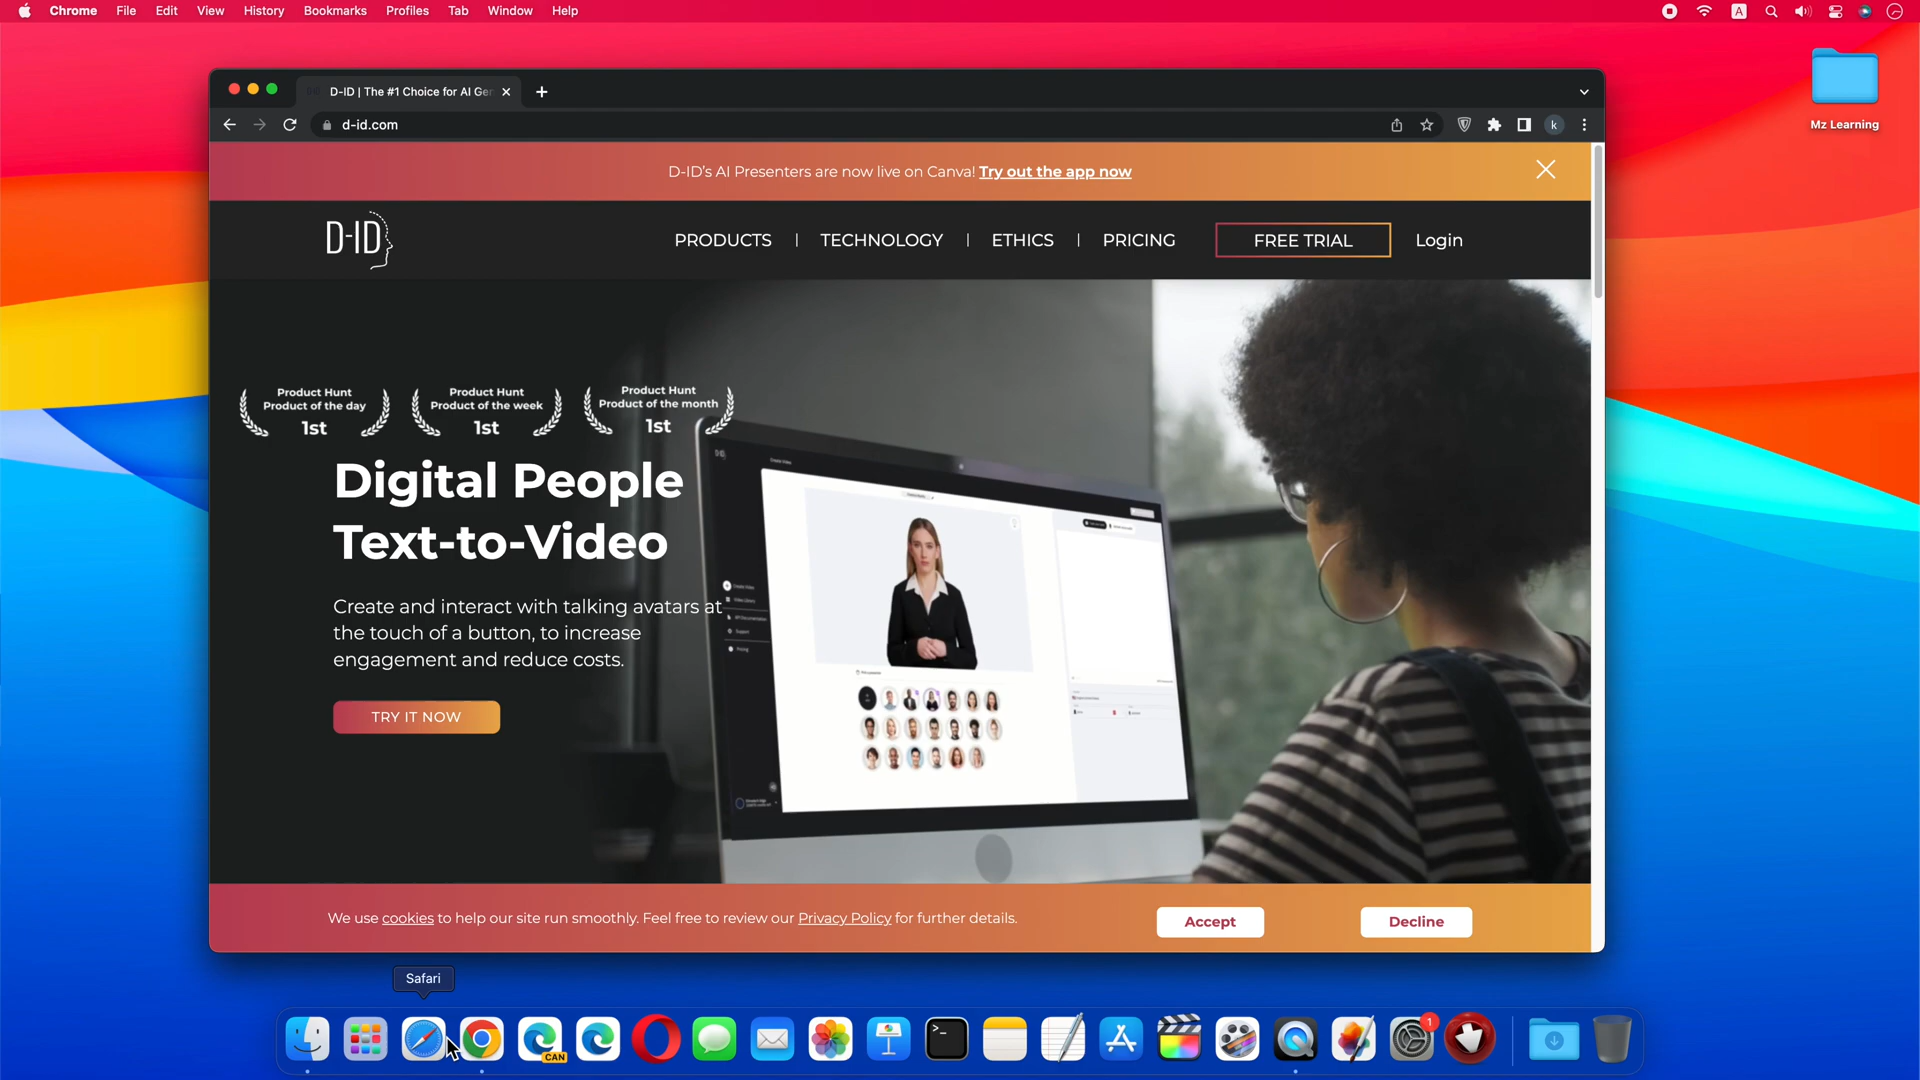 Chrome File Edit View History Bookmarks Profiles Tab Window Help
A
Mz Learning
D-ID | The #1 Choice for AI Ger
d-id.com
k
D-ID's AI Presenters are now live on Canva! Try out the app now
D-ID
PRODUCTS | TECHNOLOGY | ETHICS | PRICING
FREE TRIAL
Login
Product Hunt
Product of the day
1st
Product Hunt
Product of the week
1st
Product Hunt
Product of the month
1st
Digital People
Text-to-Video
Create and interact with talking avatars at
the touch of a button, to increase
engagement and reduce costs.
TRY IT NOW
We use cookies to help our site run smoothly. Feel free to review our Privacy Policy for further details.
Accept
Decline
Safari
CAN
1